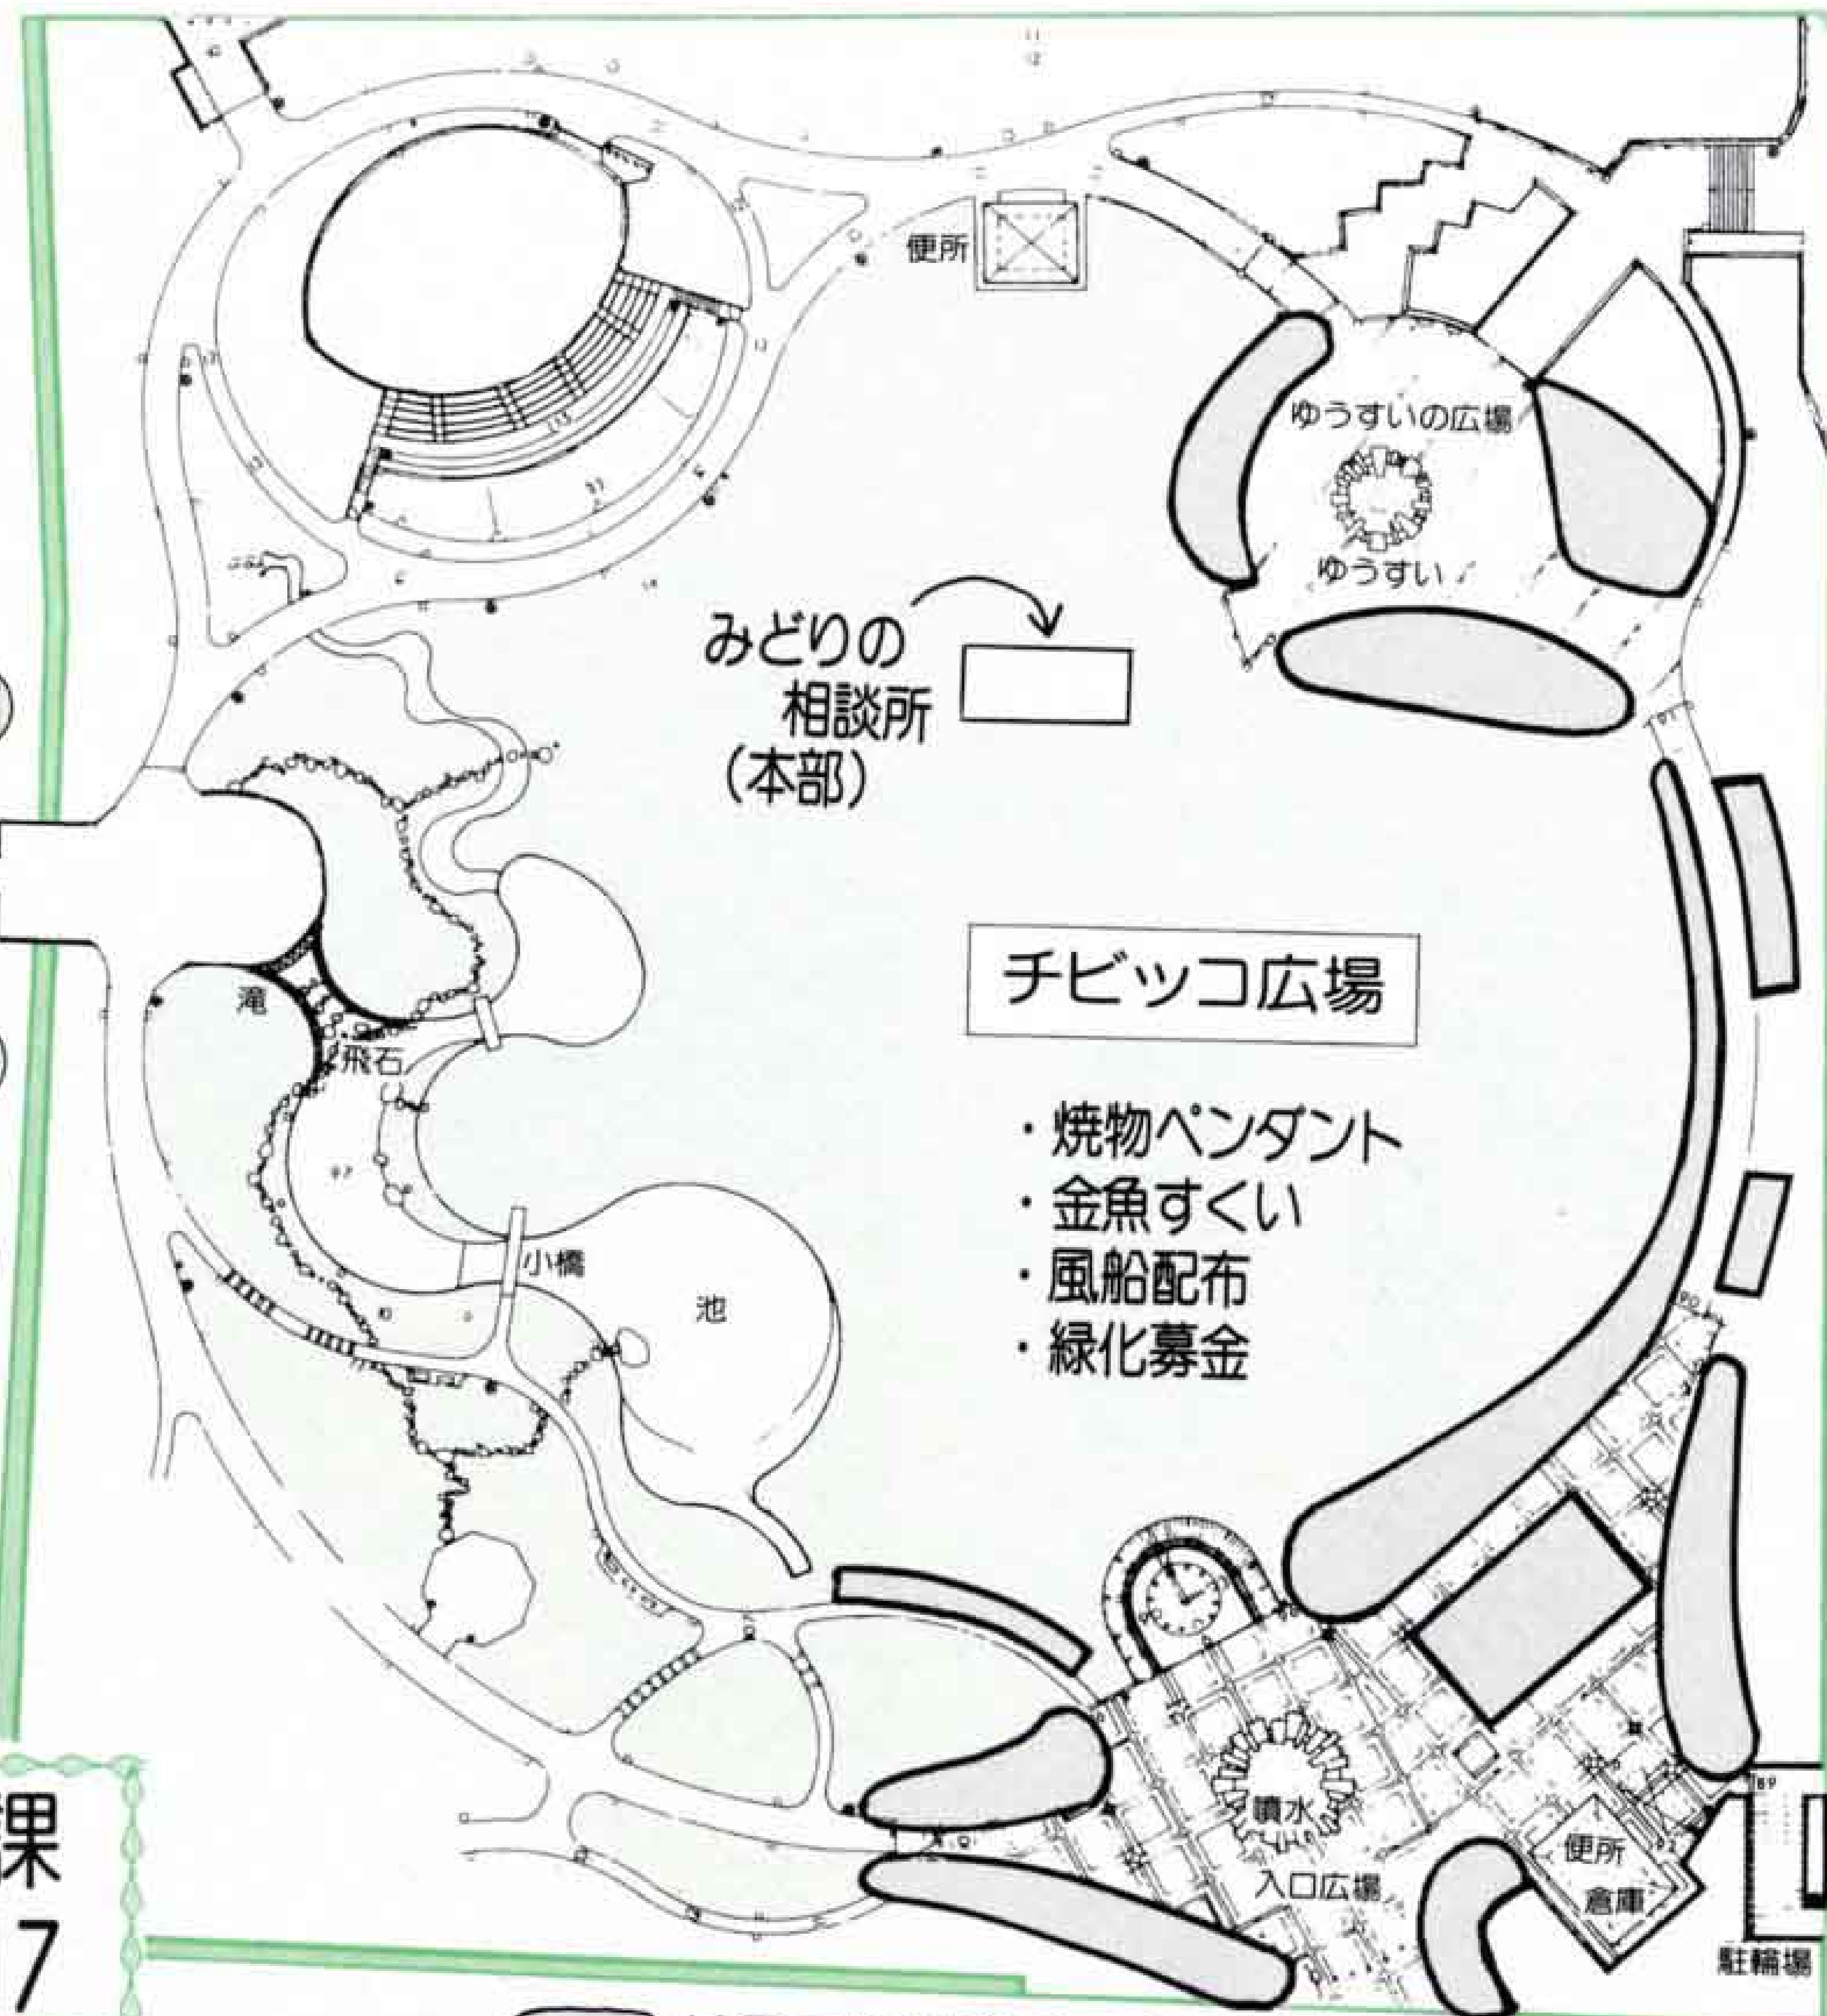 便所
ゆうすいの広場
ゆうすい
みどりの
相談所
(本部)
チビッコ広場
滝
飛石
・焼物ペンダント
・金魚すくい
・風船配布
・緑化募金
小橋
池
噴水
入口広場
便所
倉庫
駐輪場
課
7